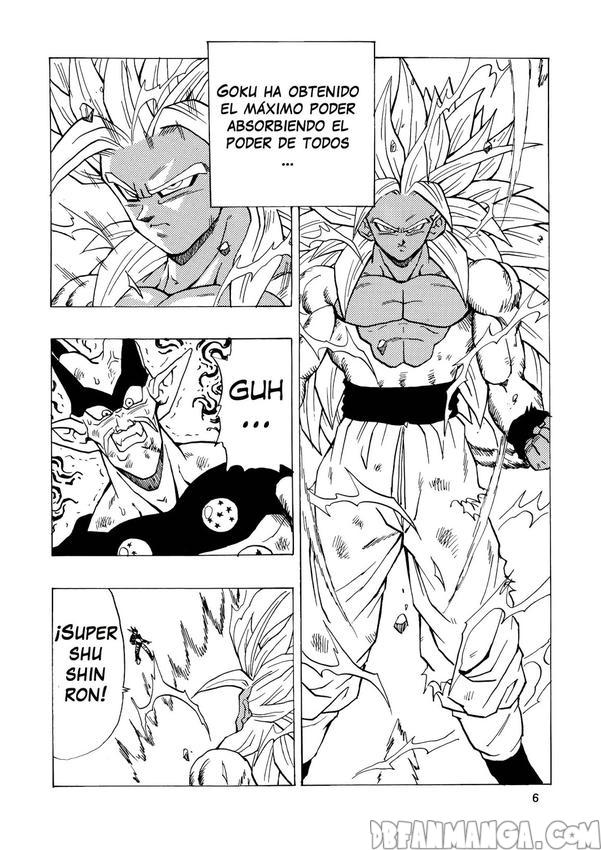 Goku ha obtenido
el máximo poder
absorbiendo el
poder de todos
...
Guh
...
¡Super
shu
shin
ron!
6
DBFANMANGA.COM